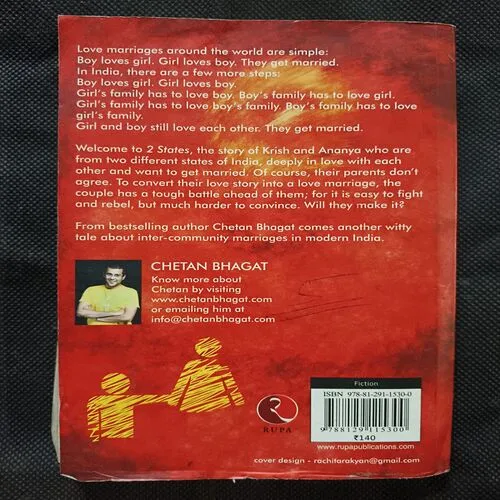 Love marriages around the world are simple:
Boy loves girl. Girl loves boy. They get married.
In India, there are a few more steps:
Boy loves girl. Girl loves boy.
Girl's family has to love boy. Boy's family has to love girl.
Girl's family has to love boy's family. Boy's family has to love
girl's family.
Girl and boy still love each other. They get married.
Welcome to 2 States, the story of Krish and Ananya who are
from two different states of India, deeply in love with each
other and want to get married. Of course, their parents don't
agree. To convert their love story into a love marriage, the
couple has a tough battle ahead of them; for it is easy to fight
and rebel, but much harder to convince. Will they make it?
From bestselling author Chetan Bhagat comes another witty
tale about inter-community marriages in modern India.
CHETAN BHAGAT
Know more about
Chetan by visiting
www.chetanbhagat.com
or emailing him at
info@chetanbhagat.com
RUPA
Fiction
ISBN 978-81-291-1530-0
9 788129 115300
₹140
www.rupapublications.com
cover design - rachitarakyan@gmail.com